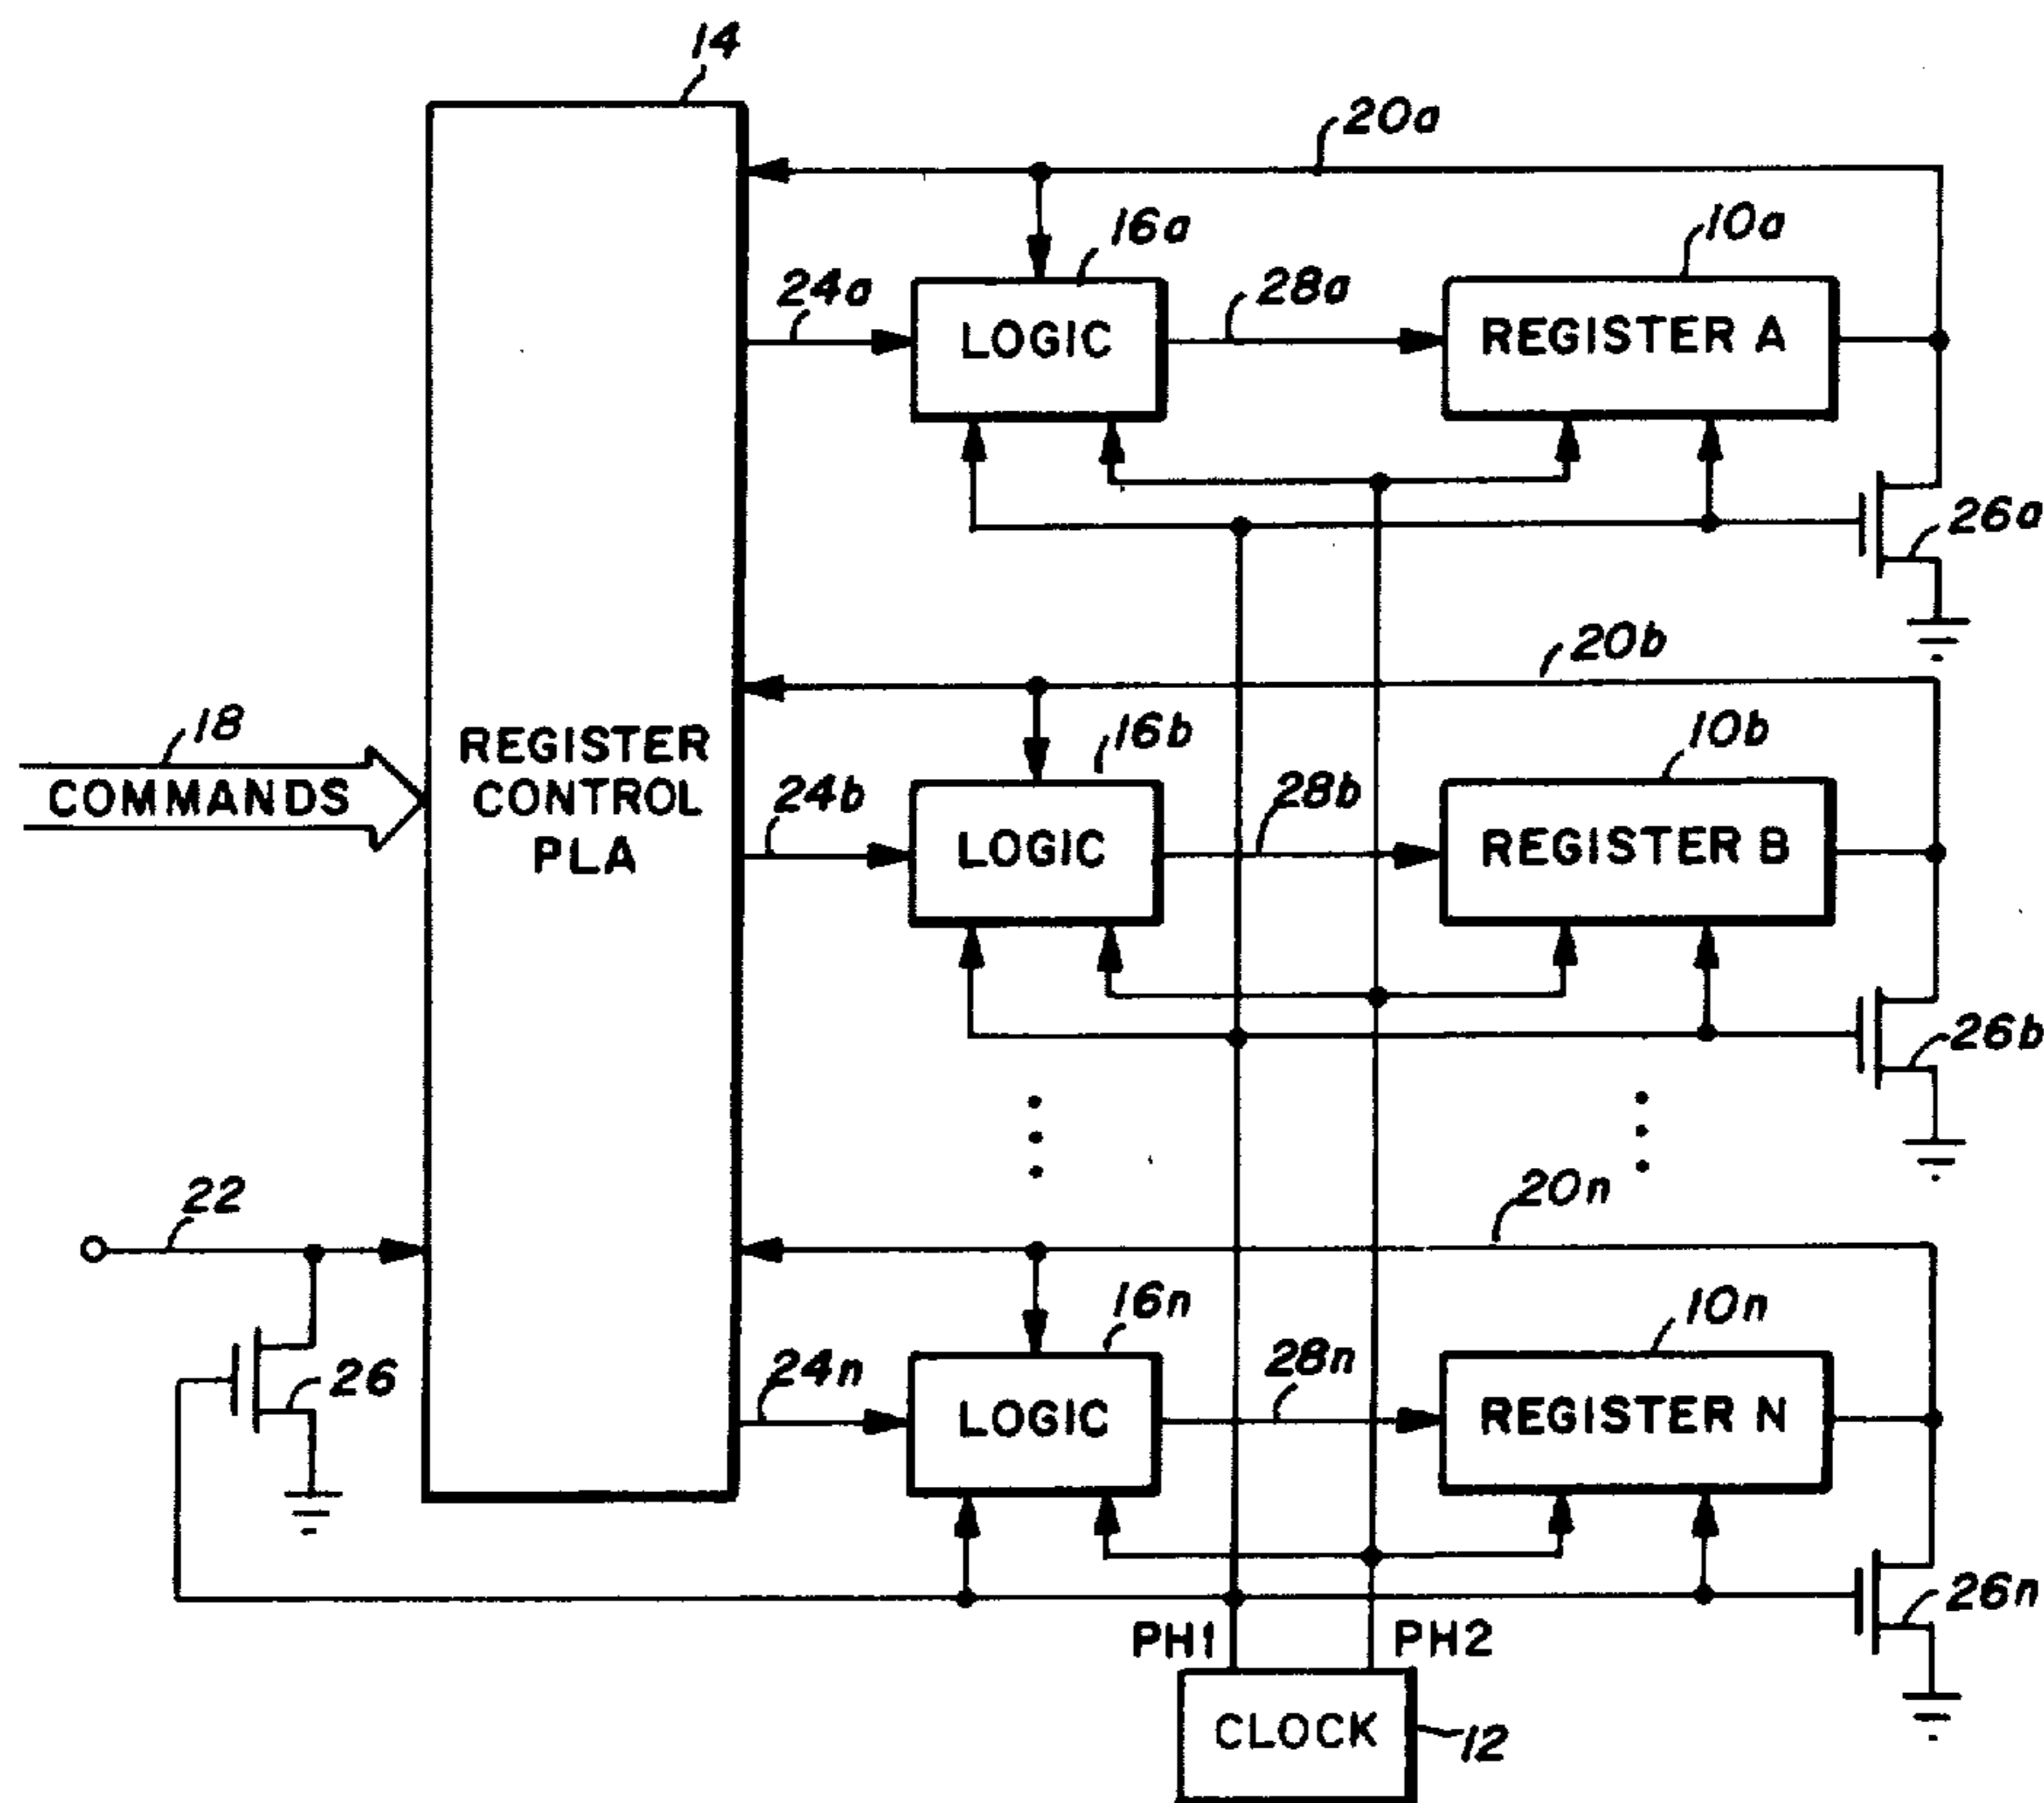 14
20a
16a
10a
24a
28a
LOGIC
REGISTER A
26a
20b
18
COMMANDS
REGISTER
CONTROL
PLA
16b
10b
24b
28b
LOGIC
REGISTER B
26b
22
20n
16n
10n
26
24n
28n
LOGIC
REGISTER N
26n
PH1
PH2
CLOCK
12